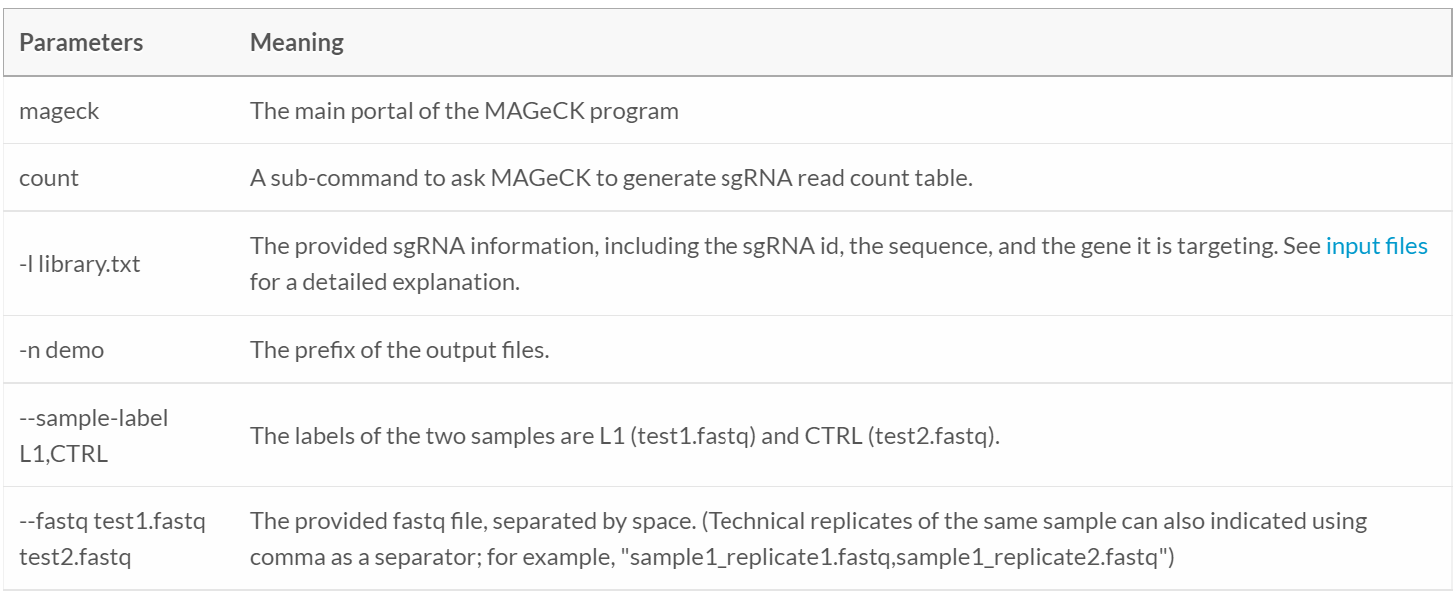 Parameters Meaning
mageck The main portal of the MAGeCK program
count A sub-command to ask MAGeCK to generate sgRNA read count table.
-l library.txt The provided sgRNA information, including the sgRNA id, the sequence, and the gene it is targeting. See input files
for a detailed explanation.
-n demo The prefix of the output files.
--sample-label
L1,CTRL The labels of the two samples are L1 (test1.fastq) and CTRL (test2.fastq).
--fastq test1.fastq The provided fastq file, separated by space. (Technical replicates of the same sample can also indicated using
test2.fastq comma as a separator; for example, "sample1_replicate1.fastq,sample1_replicate2.fastq")